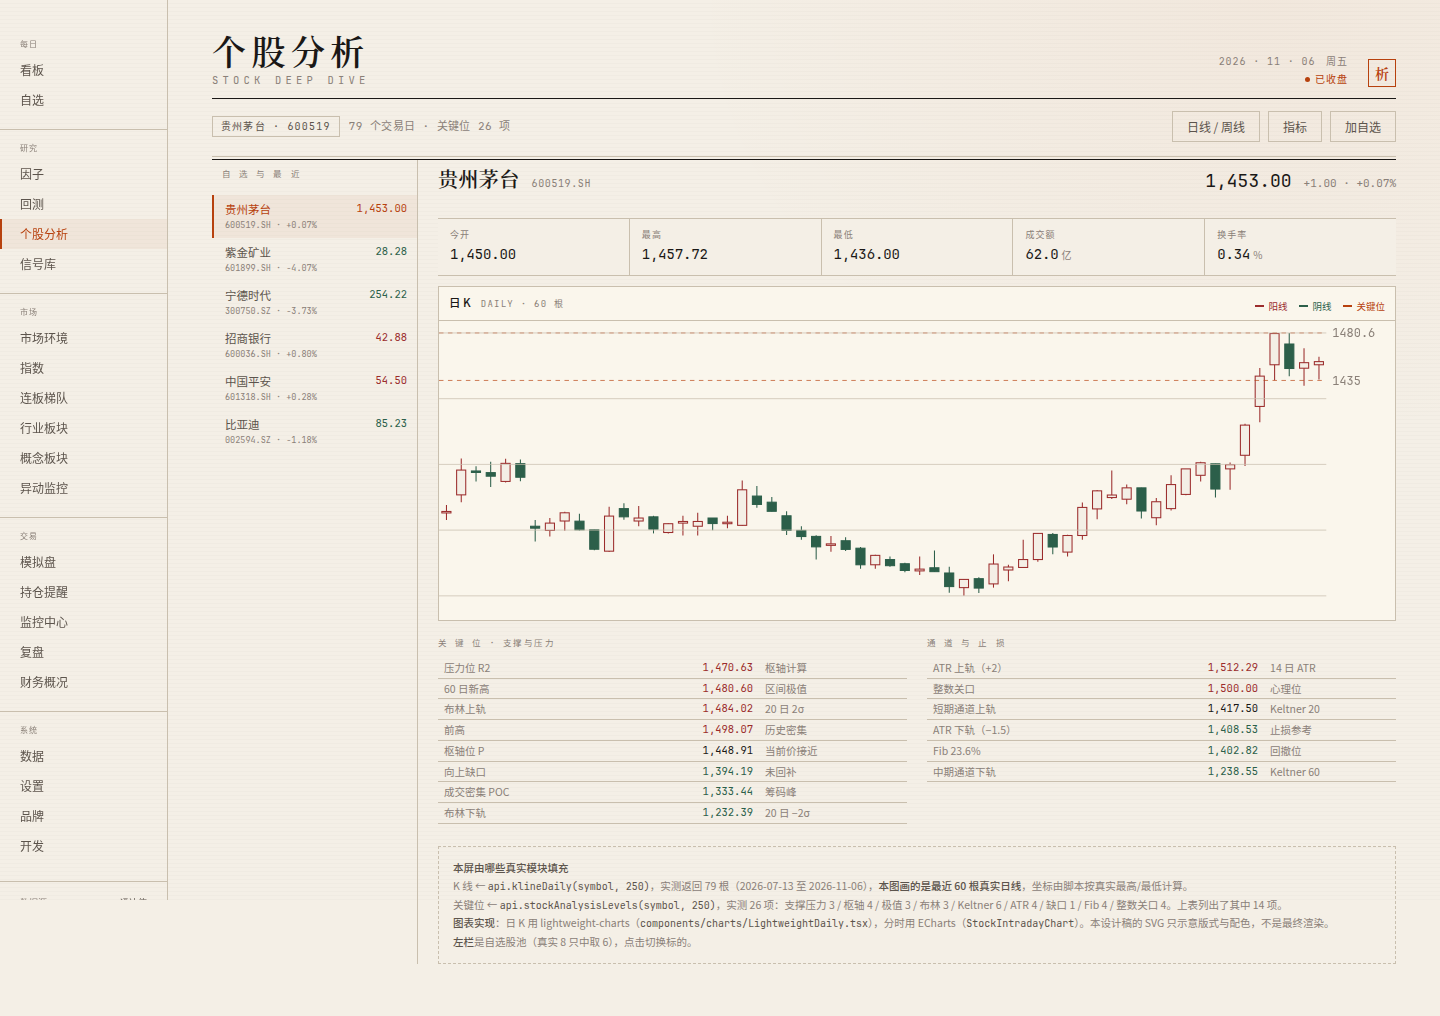 每日
看板
自选
研究
因子
回测
个股分析
信号库
市场
市场环境
指数
连板梯队
行业板块
概念板块
异动监控
交易
模拟盘
持仓提醒
监控中心
复盘
财务概况
系统
数据
设置
品牌
开发
个股分析
STOCK DEEP DIVE
2026 · 11 · 06 周五
已收盘
析
贵州茅台 · 600519
79 个交易日 · 关键位 26 项
日线 / 周线
指标
加自选
自选与最近
贵州茅台 1,453.00
600519.SH · +0.07%
紫金矿业 28.28
601899.SH · -4.07%
宁德时代 254.22
300750.SZ · -3.73%
招商银行 42.88
600036.SH · +0.80%
中国平安 54.50
601318.SH · +0.28%
比亚迪 85.23
002594.SZ · -1.18%
贵州茅台 600519.SH
1,453.00 +1.00 · +0.07%
今开
1,450.00
最高
1,457.72
最低
1,436.00
成交额
62.0 亿
换手率
0.34 %
日 K DAILY · 60 根
阳线 阴线 关键位
1480.6
1435
关键位 · 支撑与压力
压力位 R2 1,470.63 枢轴计算
60 日新高 1,480.60 区间极值
布林上轨 1,484.02 20 日 2σ
前高 1,498.07 历史密集
枢轴位 P 1,448.91 当前价接近
向上缺口 1,394.19 未回补
成交密集 POC 1,333.44 筹码峰
布林下轨 1,232.39 20 日 −2σ
通道与止损
ATR 上轨（+2） 1,512.29 14 日 ATR
整数关口 1,500.00 心理位
短期通道上轨 1,417.50 Keltner 20
ATR 下轨（−1.5） 1,408.53 止损参考
Fib 23.6% 1,402.82 回撤位
中期通道下轨 1,238.55 Keltner 60
本屏由哪些真实模块填充
K 线 ← api.klineDaily(symbol, 250)，实测返回 79 根（2026-07-13 至 2026-11-06），本图画的是最近 60 根真实日线，坐标由脚本按真实最高/最低计算。
关键位 ← api.stockAnalysisLevels(symbol, 250)，实测 26 项：支撑压力 3 / 枢轴 4 / 极值 3 / 布林 3 / Keltner 6 / ATR 4 / 缺口 1 / Fib 4 / 整数关口 4。上表列出了其中 14 项。
图表实现：日 K 用 lightweight-charts（components/charts/LightweightDaily.tsx），分时用 ECharts（StockIntradayChart）。本设计稿的 SVG 只示意版式与配色，不是最终渲染。
左栏是自选股池（真实 8 只中取 6），点击切换标的。